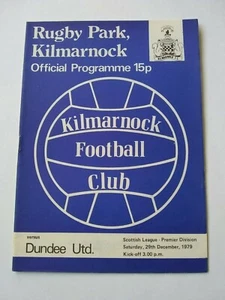 Rugby Park,
Kilmarnock
Official Programme 15p
Kilmarnock
Football
Club
versus
Dundee Utd.
Scottish League - Premier Division
Saturday, 29th December, 1979
Kick-off 3.00 p.m.